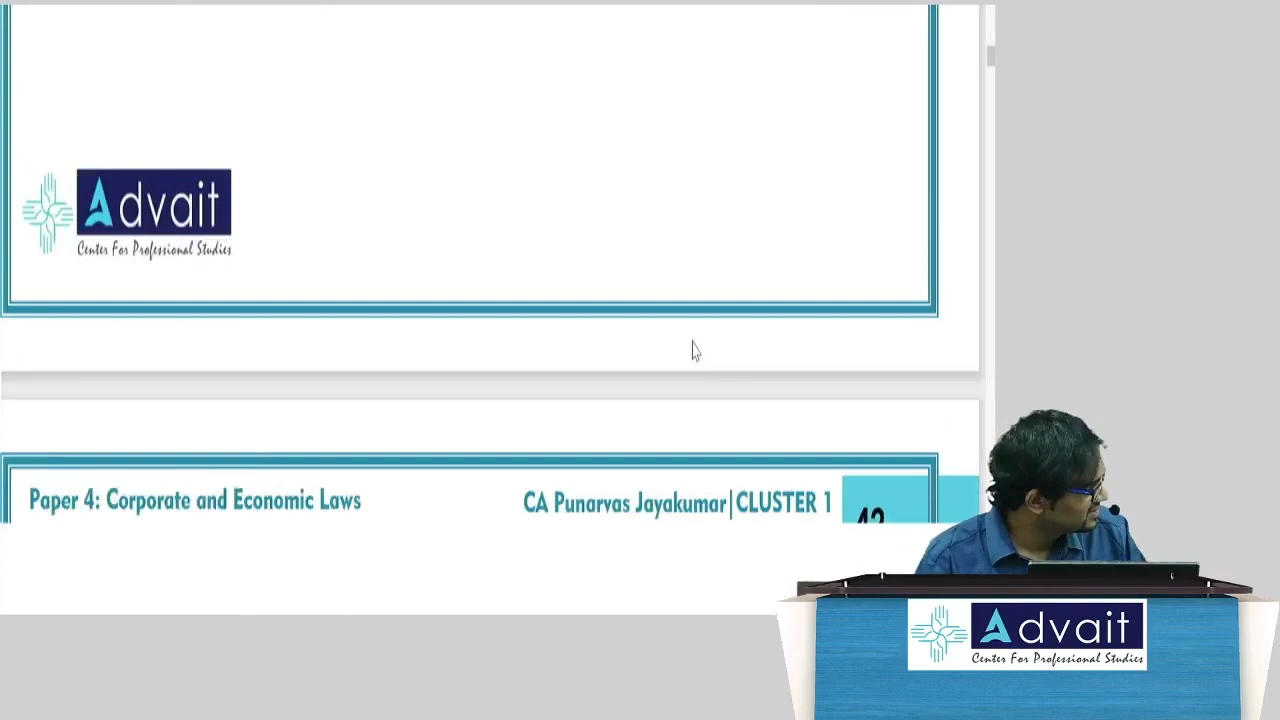 Advait
Center For Professional Studies
Paper 4: Corporate and Economic Laws
CA Punarvas Jayakumar|CLUSTER 1
42
Advait
Center For Professional Studies